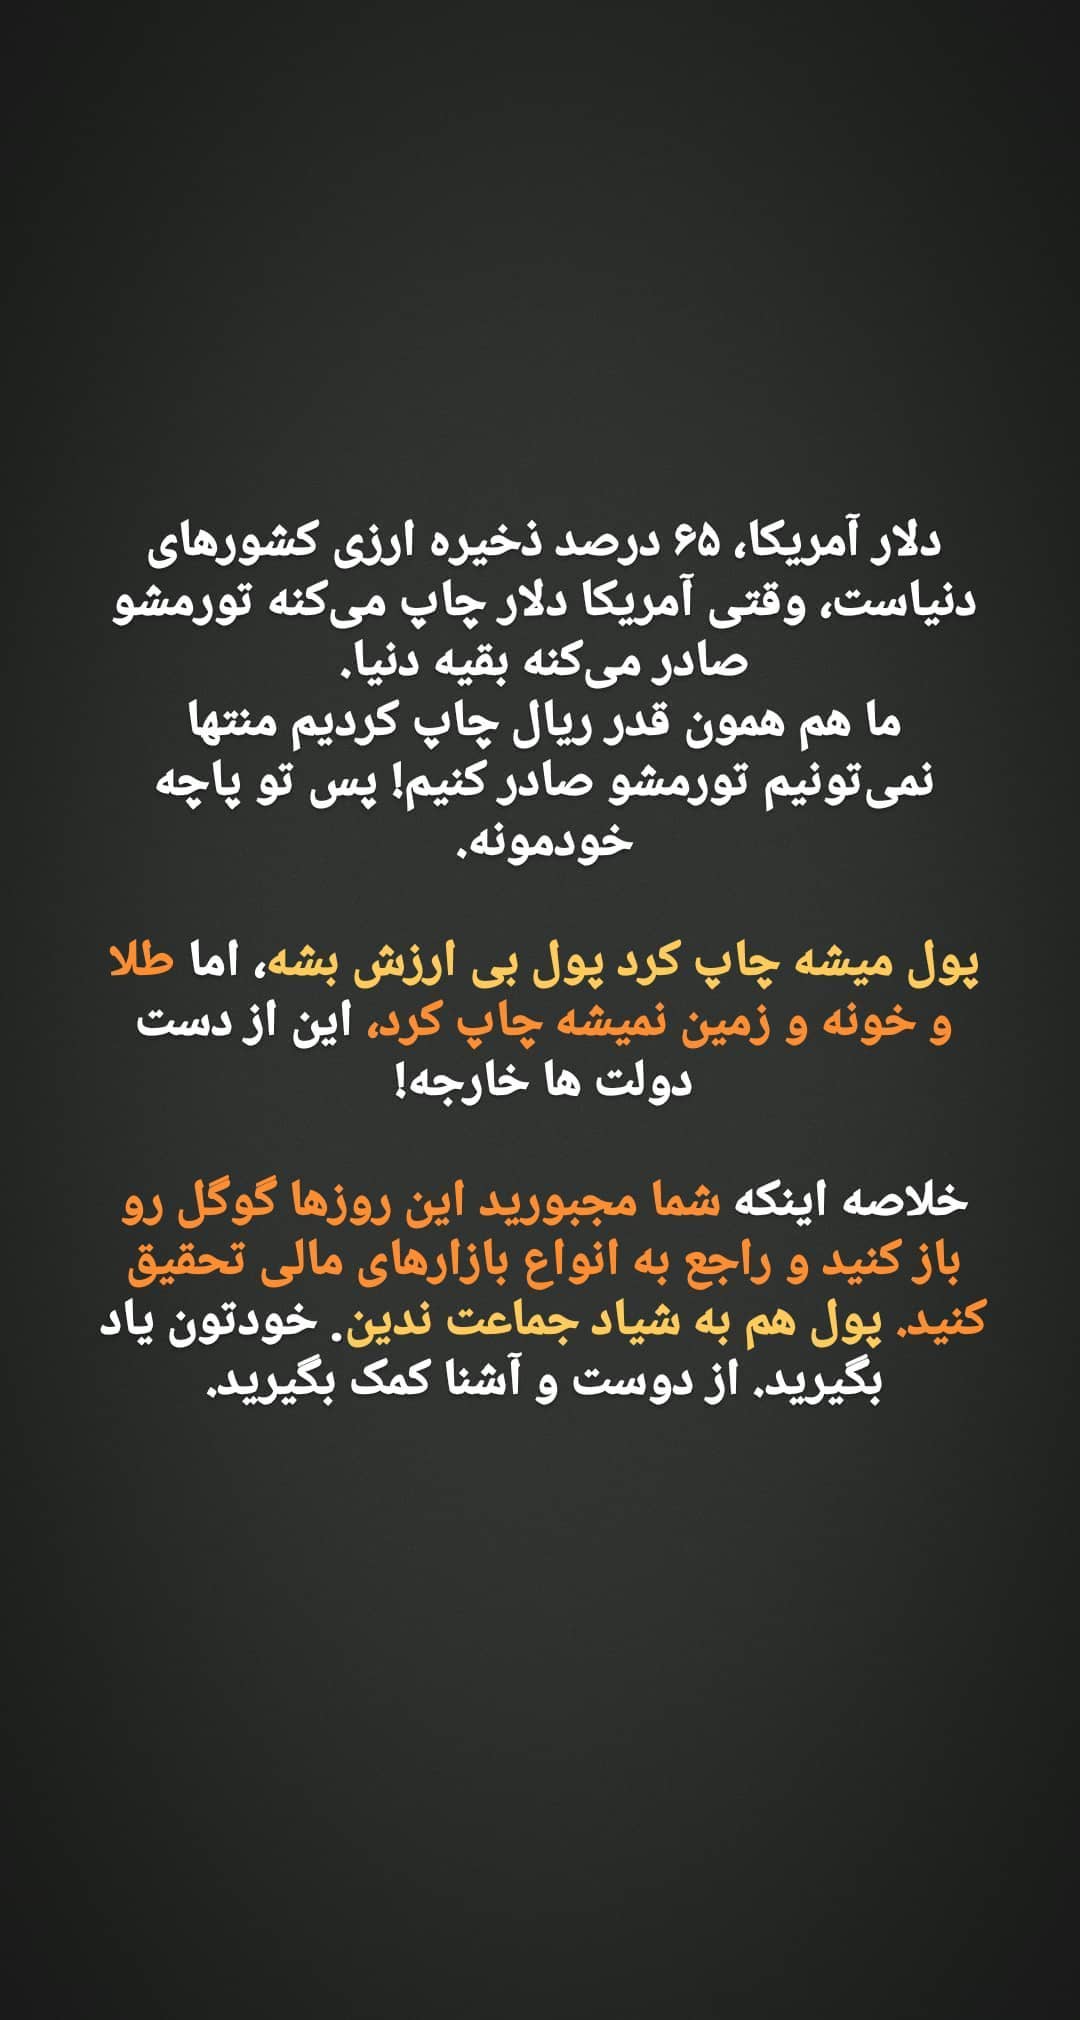 دلار آمریکا، ۶۵ درصد ذخیره ارزی کشورهای
دنیاست، وقتی آمریکا دلار چاپ می‌کنه تورمشو
صادر می‌کنه بقیه دنیا.
ما هم همون قدر ریال چاپ کردیم منتها
نمی‌تونیم تورمشو صادر کنیم! پس تو پاچه
خودمونه.
پول میشه چاپ کرد پول بی ارزش بشه، اما طلا
و خونه و زمین نمیشه چاپ کرد، این از دست
دولت ها خارجه!
خلاصه اینکه شما مجبورید این روزها گوگل رو
باز کنید و راجع به انواع بازارهای مالی تحقیق
کنید. پول هم به شیاد جماعت ندین. خودتون یاد
بگیرید. از دوست و آشنا کمک بگیرید.